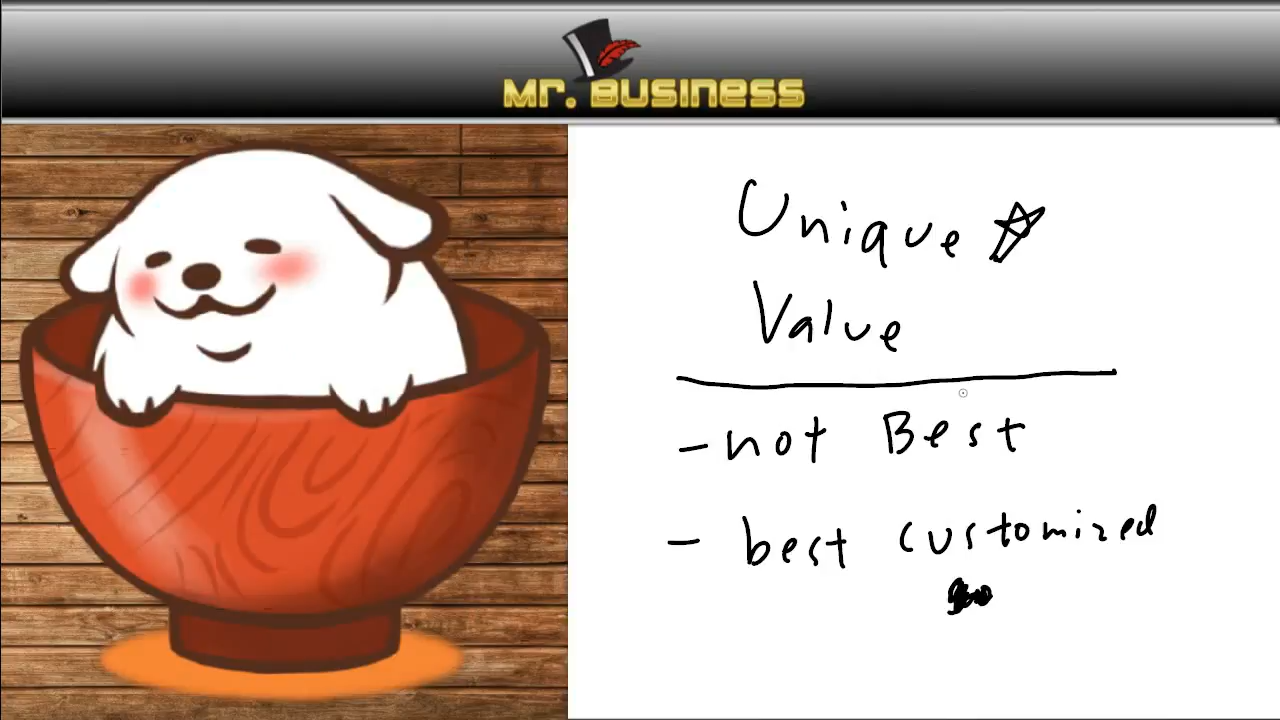 Mr. Business
Unique
Value
- not Best
- best customized